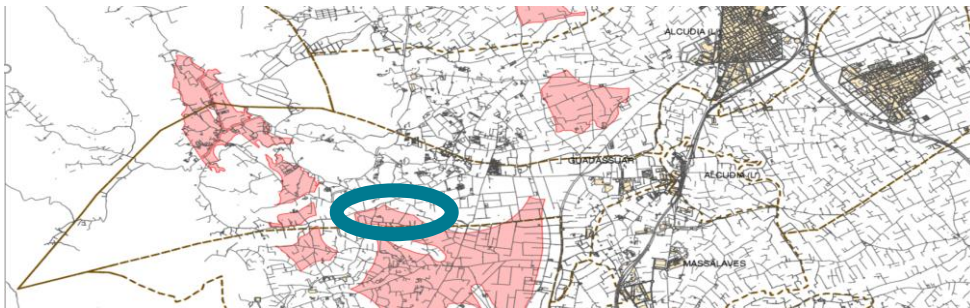 ALCUDIA (L')
GUADASSUAR
ALCUDIA (L')
MASSALAVES